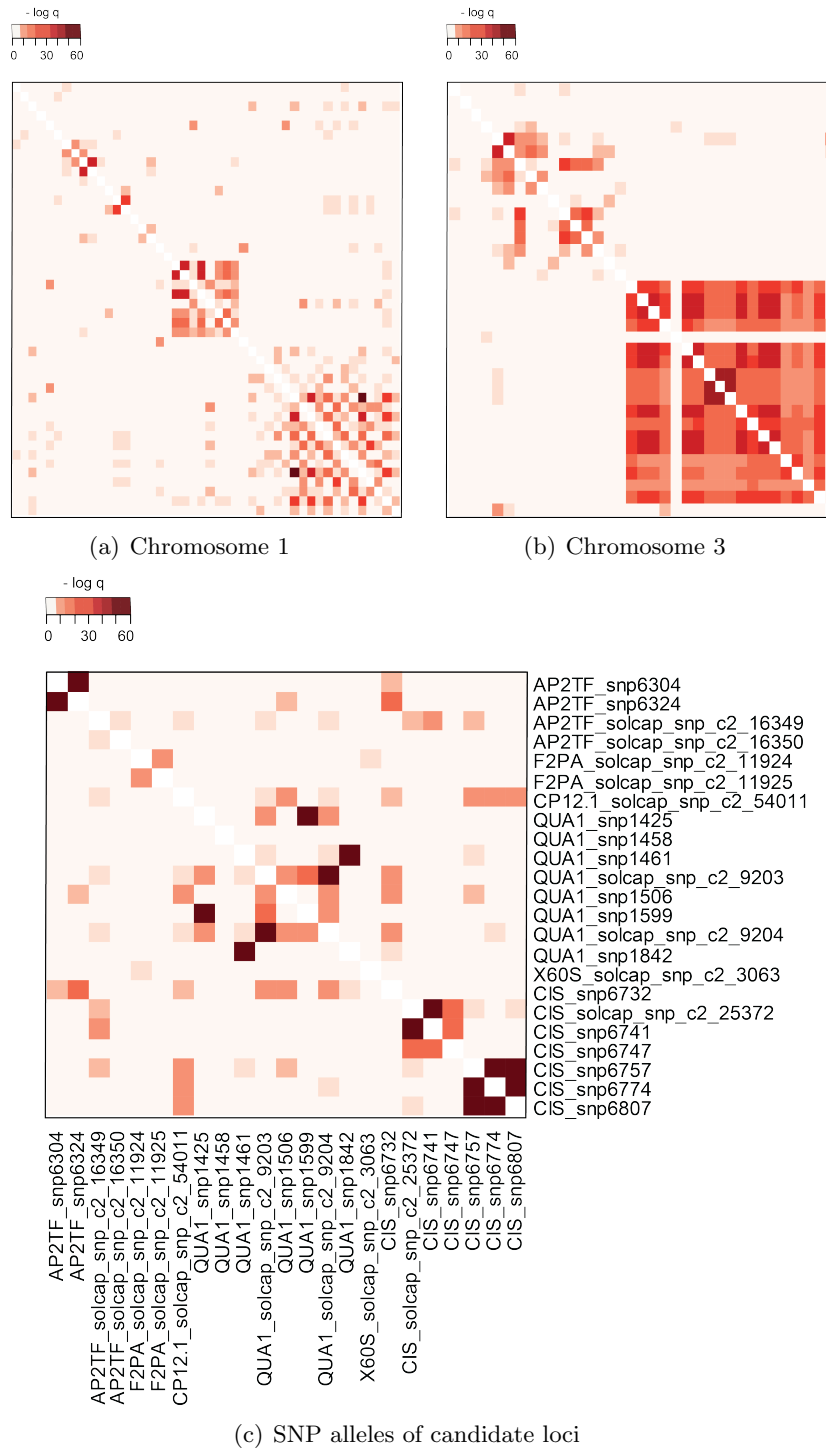 - log q
0 30 60
- log q
0 30 60
(a) Chromosome 1
(b) Chromosome 3
- log q
0 30 60
AP2TF_snp6304
AP2TF_snp6324
AP2TF_solcap_snp_c2_16349
AP2TF_solcap_snp_c2_16350
F2PA_solcap_snp_c2_11924
F2PA_solcap_snp_c2_11925
CP12.1_solcap_snp_c2_54011
QUA1_snp1425
QUA1_snp1458
QUA1_snp1461
QUA1_solcap_snp_c2_9203
QUA1_snp1506
QUA1_snp1599
QUA1_solcap_snp_c2_9204
QUA1_snp1842
X60S_solcap_snp_c2_3063
CIS_snp6732
CIS_solcap_snp_c2_25372
CIS_snp6741
CIS_snp6747
CIS_snp6757
CIS_snp6774
CIS_snp6807
AP2TF_snp6304
AP2TF_snp6324
AP2TF_solcap_snp_c2_16349
AP2TF_solcap_snp_c2_16350
F2PA_solcap_snp_c2_11924
F2PA_solcap_snp_c2_11925
CP12.1_solcap_snp_c2_54011
QUA1_snp1425
QUA1_snp1458
QUA1_snp1461
QUA1_solcap_snp_c2_9203
QUA1_snp1506
QUA1_snp1599
QUA1_solcap_snp_c2_9204
QUA1_snp1842
X60S_solcap_snp_c2_3063
CIS_snp6732
CIS_solcap_snp_c2_25372
CIS_snp6741
CIS_snp6747
CIS_snp6757
CIS_snp6774
CIS_snp6807
(c) SNP alleles of candidate loci